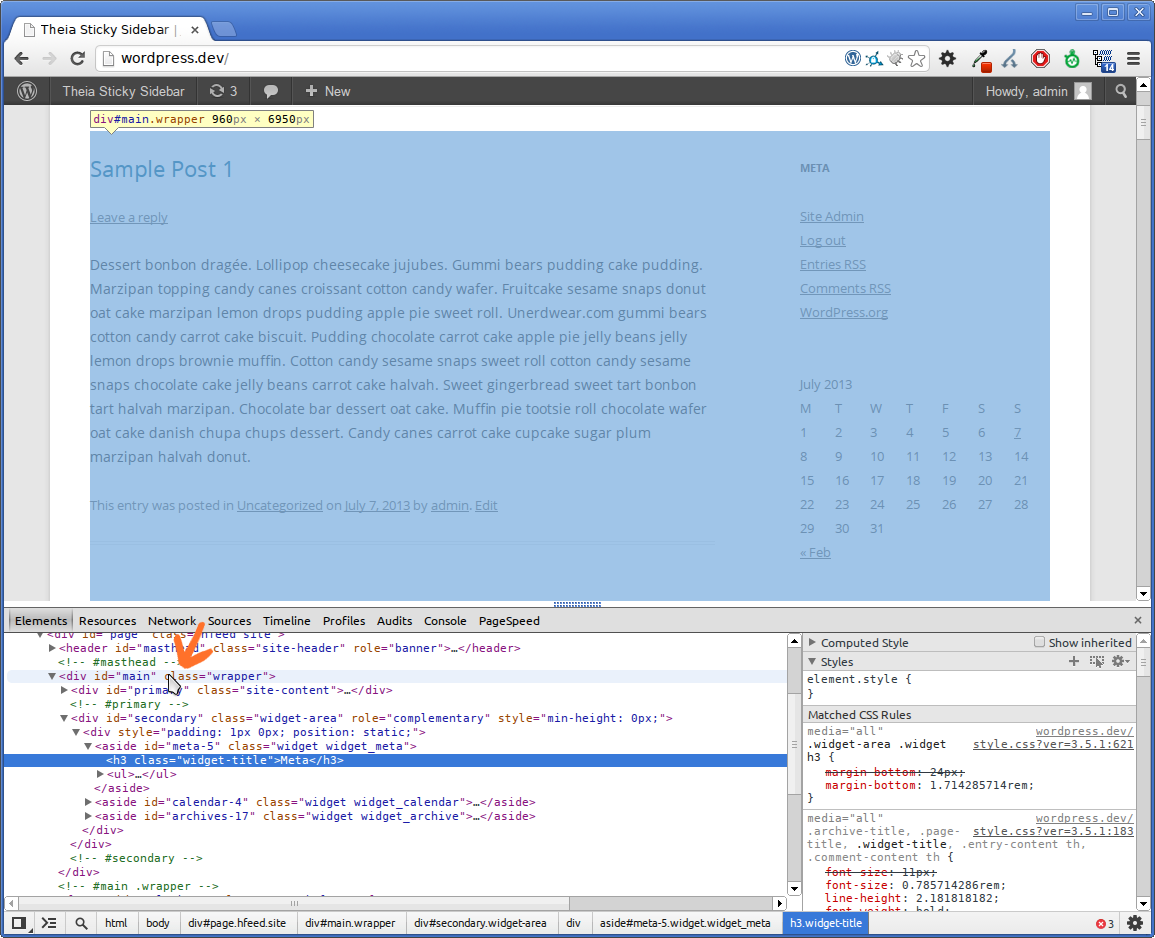 Theia Sticky Sidebar |
wordpress.dev/
14
Theia Sticky Sidebar 3 + New Howdy, admin
div#main.wrapper 960px × 6950px
Sample Post 1
Leave a reply
Dessert bonbon dragée. Lollipop cheesecake jujubes. Gummi bears pudding cake pudding.
Marzipan topping candy canes croissant cotton candy wafer. Fruitcake sesame snaps donut
oat cake marzipan lemon drops pudding apple pie sweet roll. Unerdwear.com gummi bears
cotton candy carrot cake biscuit. Pudding chocolate carrot cake apple pie jelly beans jelly
lemon drops brownie muffin. Cotton candy sesame snaps sweet roll cotton candy sesame
snaps chocolate cake jelly beans carrot cake halvah. Sweet gingerbread sweet tart bonbon
tart halvah marzipan. Chocolate bar dessert oat cake. Muffin pie tootsie roll chocolate wafer
oat cake danish chupa chups dessert. Candy canes carrot cake cupcake sugar plum
marzipan halvah donut.
This entry was posted in Uncategorized on July 7, 2013 by admin. Edit
META
Site Admin
Log out
Entries RSS
Comments RSS
WordPress.org
July 2013
M T W T F S S
1 2 3 4 5 6 7
8 9 10 11 12 13 14
15 16 17 18 19 20 21
22 23 24 25 26 27 28
29 30 31
« Feb
Elements Resources Network Sources Timeline Profiles Audits Console PageSpeed
<div id="page" class="hfeed site">
<header id="masthead" class="site-header" role="banner">…</header>
<!-- #masthead -->
<div id="main" class="wrapper">
<div id="primary" class="site-content">…</div>
<!-- #primary -->
<div id="secondary" class="widget-area" role="complementary" style="min-height: 0px;">
<div style="padding: 1px 0px; position: static;">
<aside id="meta-5" class="widget widget_meta">
<h3 class="widget-title">Meta</h3>
<ul>…</ul>
</aside>
<aside id="calendar-4" class="widget widget_calendar">…</aside>
<aside id="archives-17" class="widget widget_archive">…</aside>
</div>
</div>
<!-- #secondary -->
</div>
<!-- #main .wrapper -->
Computed Style Show inherited
Styles
element.style {
}
Matched CSS Rules
media="all" wordpress.dev/
.widget-area .widget style.css?ver=3.5.1:621
h3 {
margin-bottom: 24px;
margin-bottom: 1.714285714rem;
}
media="all" wordpress.dev/
.archive-title, .page- style.css?ver=3.5.1:183
title, .widget-title, .entry-content th,
.comment-content th {
font-size: 11px;
font-size: 0.785714286rem;
line-height: 2.181818182;
font-weight: bold;
html body div#page.hfeed.site div#main.wrapper div#secondary.widget-area div aside#meta-5.widget.widget_meta h3.widget-title 3